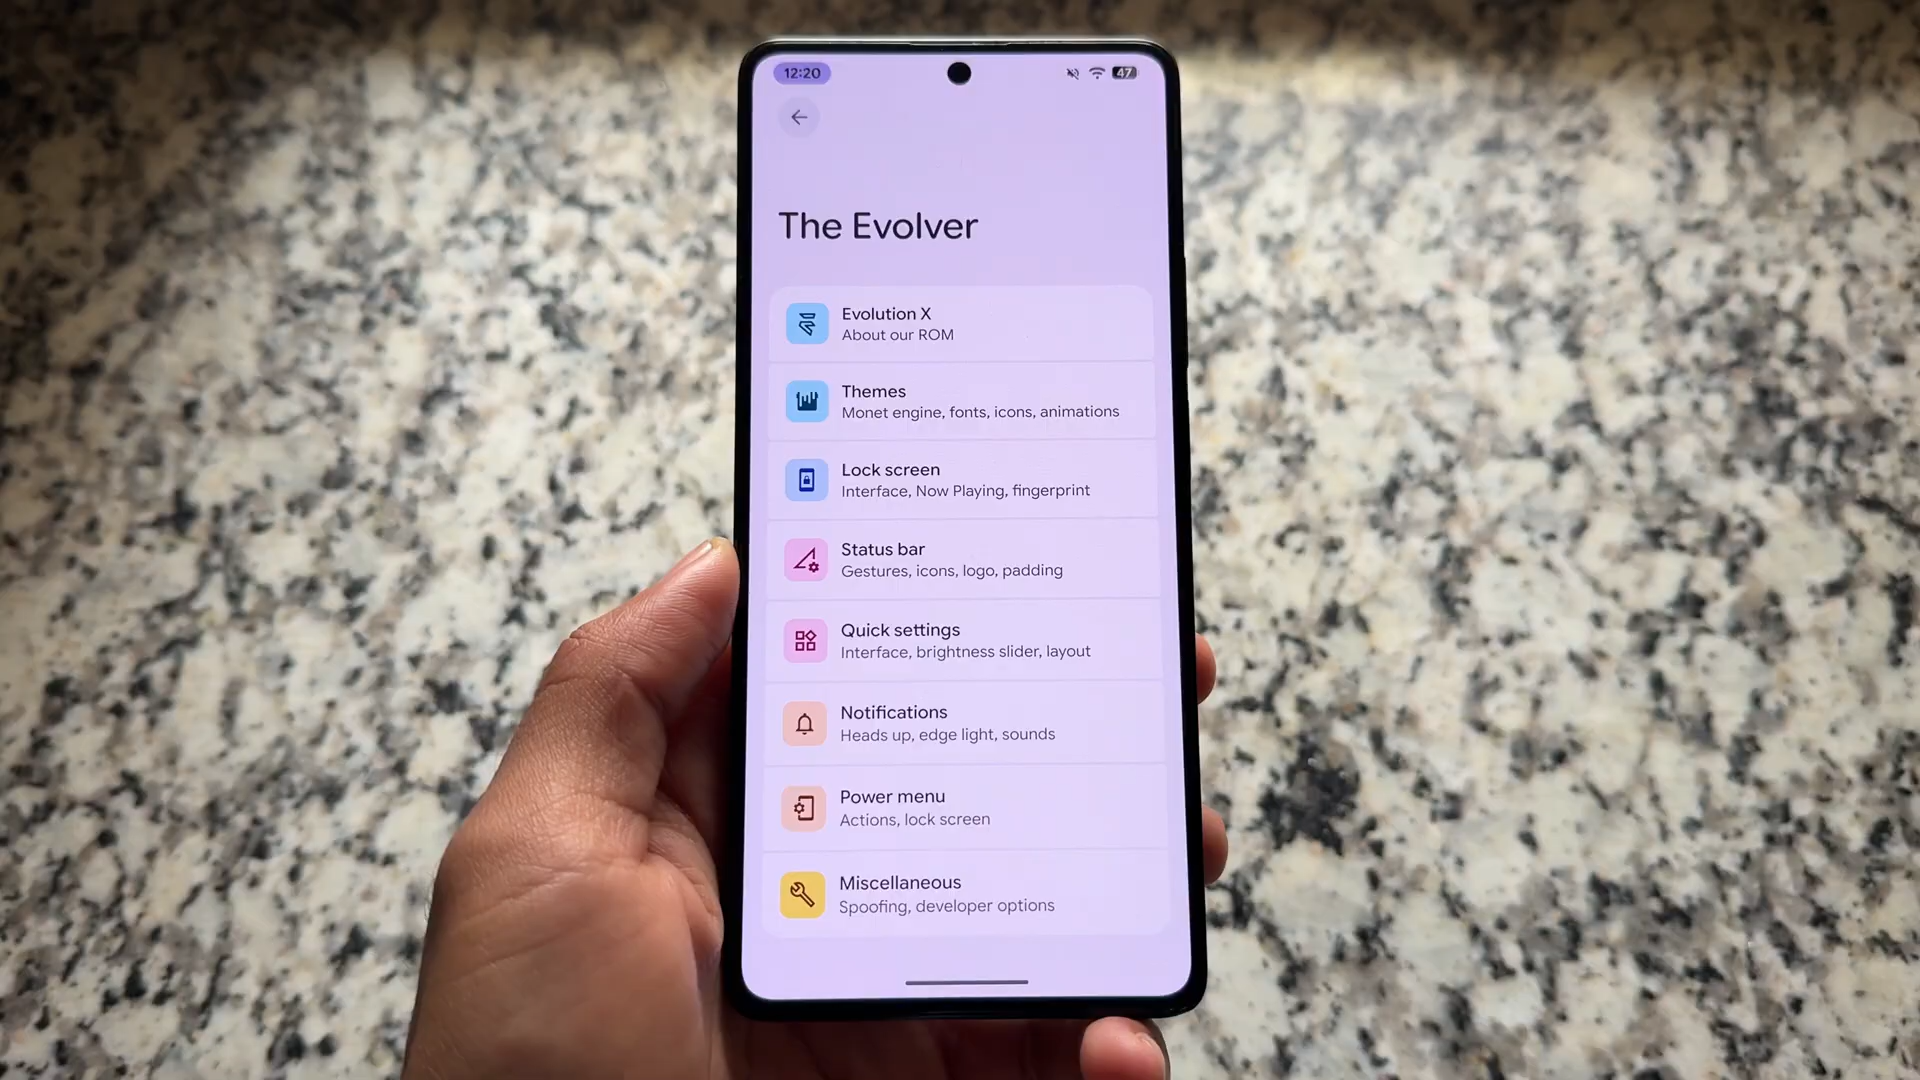 12:20
47
The Evolver
Evolution X
About our ROM
Themes
Monet engine, fonts, icons, animations
Lock screen
Interface, Now Playing, fingerprint
Status bar
Gestures, icons, logo, padding
Quick settings
Interface, brightness slider, layout
Notifications
Heads up, edge light, sounds
Power menu
Actions, lock screen
Miscellaneous
Spoofing, developer options